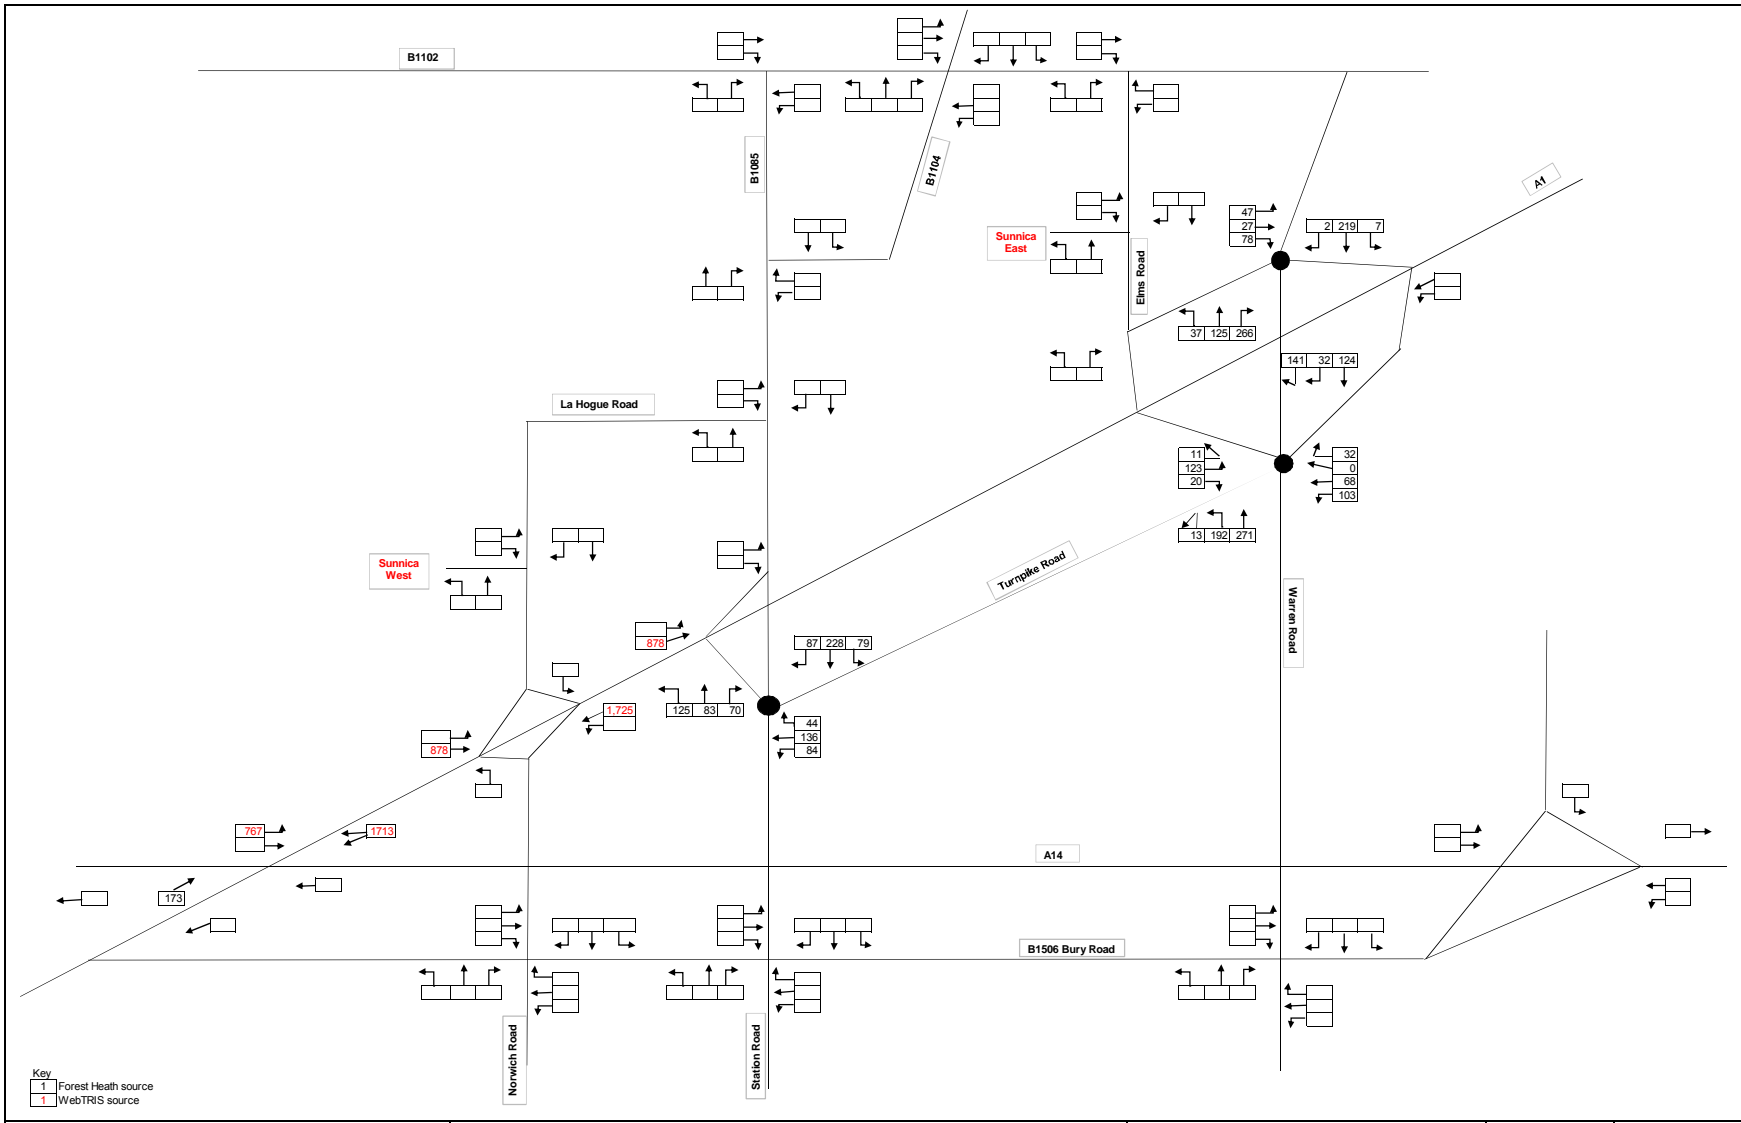 B1102
B1085
B1104
A1
Sunnica
East
Elms Road
47
27
78
2 219 7
37 125 266
141 32 124
La Hogue Road
11
123
20
32
0
68
103
13 192 271
Sunnica
West
Turnpike Road
Warren Road
878
87 228 79
1,725
125 83 70
44
136
84
878
767
1713
A14
173
B1506 Bury Road
Norwich Road
Station Road
Key
1 Forest Heath source
1 WebTRIS source